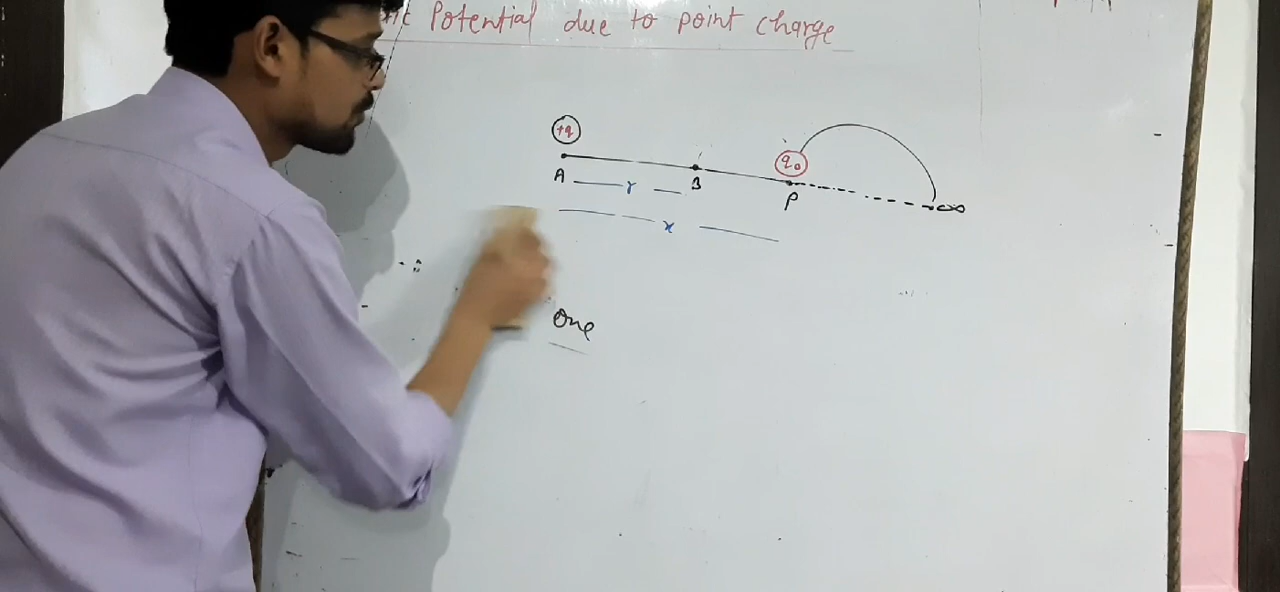 Potential due to point charge
+q
q₀
A r B
P
∞
x
one